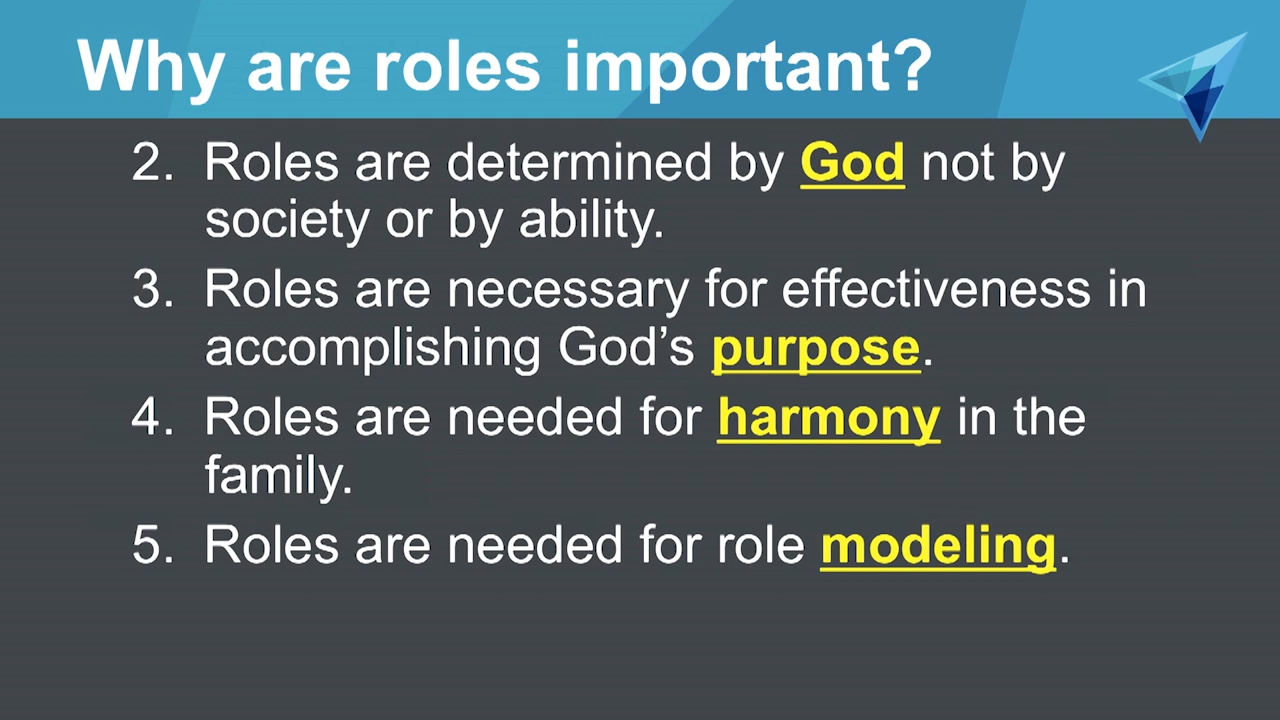 Why are roles important?
2. Roles are determined by God not by
society or by ability.
3. Roles are necessary for effectiveness in
accomplishing God’s purpose.
4. Roles are needed for harmony in the
family.
5. Roles are needed for role modeling.